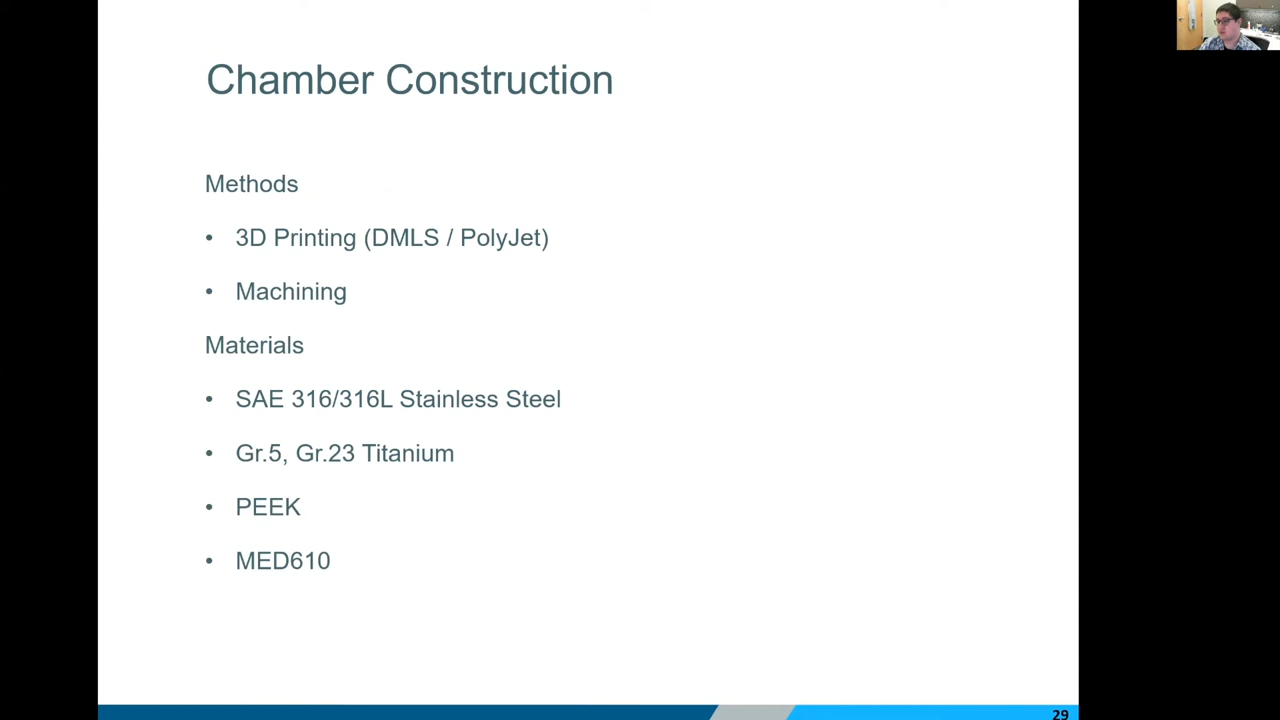 Chamber Construction
Methods
• 3D Printing (DMLS / PolyJet)
• Machining
Materials
• SAE 316/316L Stainless Steel
• Gr.5, Gr.23 Titanium
• PEEK
• MED610
29